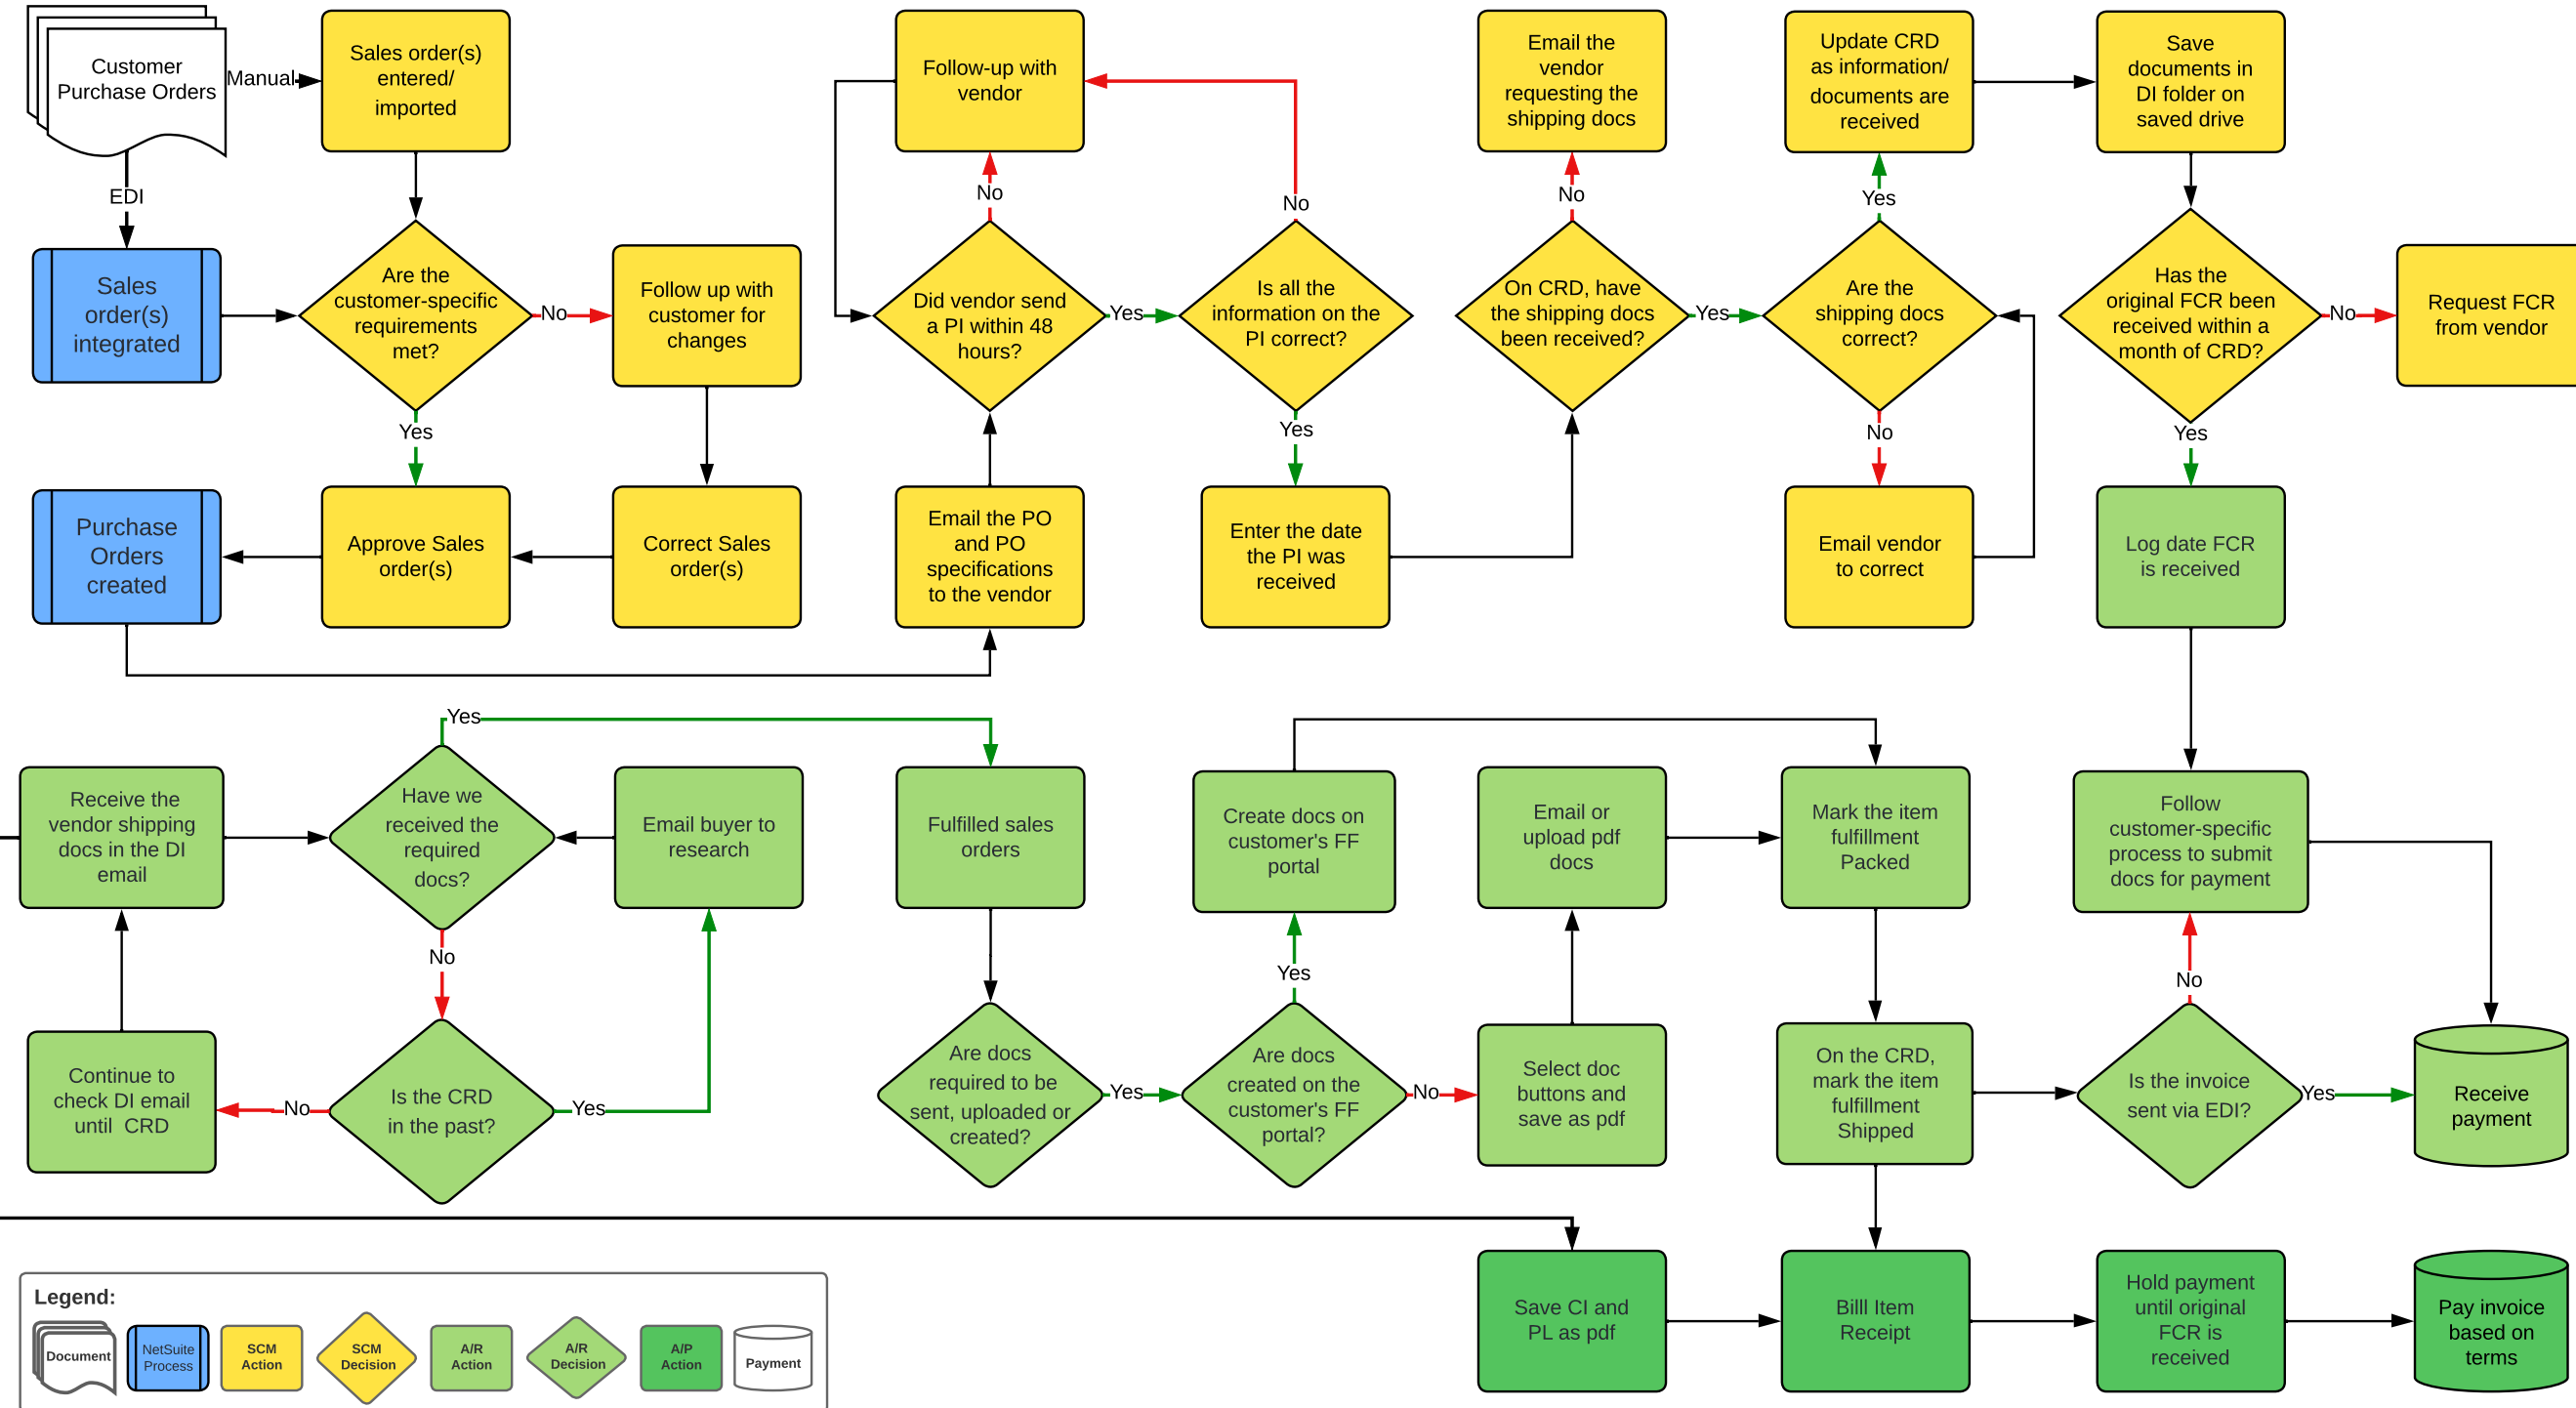 Customer
Purchase Orders
Manual
Sales order(s)
entered/
imported
Follow-up with
vendor
Email the
vendor
requesting the
shipping docs
Update CRD
as information/
documents are
received
Save
documents in
DI folder on
saved drive
EDI
No
No
No
Yes
Sales
order(s)
integrated
Are the
customer-specific
requirements
met?
No
Follow up with
customer for
changes
Did vendor send
a PI within 48
hours?
Yes
Is all the
information on the
PI correct?
On CRD, have
the shipping docs
been received?
Yes
Are the
shipping docs
correct?
Has the
original FCR been
received within a
month of CRD?
No
Request FCR
from vendor
Yes
Yes
No
Yes
Purchase
Orders
created
Approve Sales
order(s)
Correct Sales
order(s)
Email the PO
and PO
specifications
to the vendor
Enter the date
the PI was
received
Email vendor
to correct
Log date FCR
is received
Yes
Receive the
vendor shipping
docs in the DI
email
Have we
received the
required
docs?
Email buyer to
research
Fulfilled sales
orders
Create docs on
customer's FF
portal
Email or
upload pdf
docs
Mark the item
fulfillment
Packed
Follow
customer-specific
process to submit
docs for payment
No
Yes
No
Continue to
check DI email
until  CRD
No
Is the CRD
in the past?
Yes
Are docs
required to be
sent, uploaded or
created?
Yes
Are docs
created on the
customer's FF
portal?
No
Select doc
buttons and
save as pdf
On the CRD,
mark the item
fulfillment
Shipped
Is the invoice
sent via EDI?
Yes
Receive
payment
Save CI and
PL as pdf
Billl Item
Receipt
Hold payment
until original
FCR is
received
Pay invoice
based on
terms
Legend:
Document
NetSuite
Process
SCM
Action
SCM
Decision
A/R
Action
A/R
Decision
A/P
Action
Payment